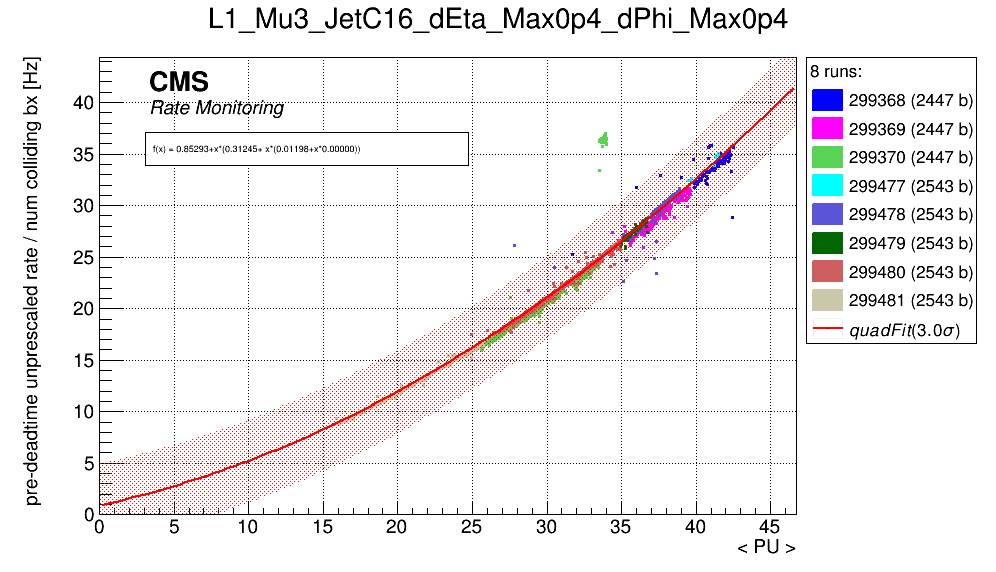 L1_Mu3_JetC16_dEta_Max0p4_dPhi_Max0p4
pre-deadtime unprescaled rate / num colliding bx [Hz]
CMS
Rate Monitoring
f(x) = 0.85293+x*(0.31245+ x*(0.01198+x*0.00000))
40
35
30
25
20
15
10
5
0
0 5 10 15 20 25 30 35 40 45
< PU >
8 runs:
299368 (2447 b)
299369 (2447 b)
299370 (2447 b)
299477 (2543 b)
299478 (2543 b)
299479 (2543 b)
299480 (2543 b)
299481 (2543 b)
quadFit(3.0σ)